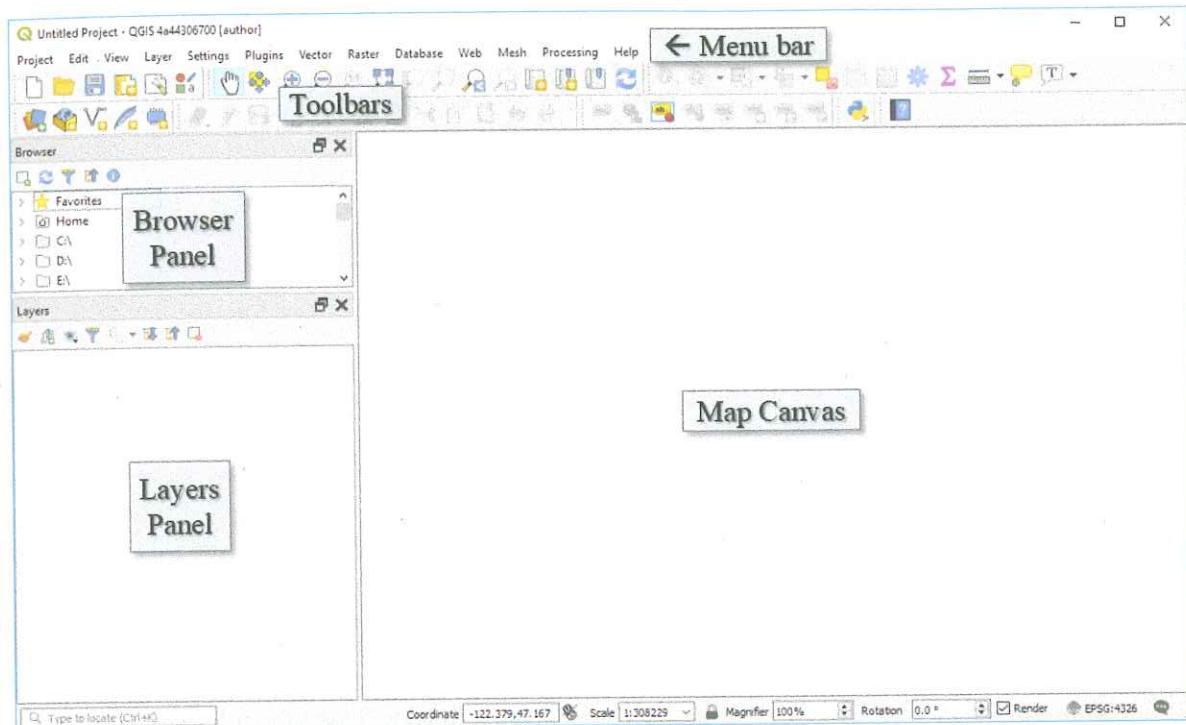 Untitled Project - QGIS 4a44306700 [author]
Project Edit View Layer Settings Plugins Vector Raster Database Web Mesh Processing Help
← Menu bar
Toolbars
Browser
Favorites
Home
C:\
D:\
E:\
Browser
Panel
Layers
Layers
Panel
Map Canvas
Type to locate (Ctrl+K)
Coordinate -122.379,47.167 Scale 1:308229 Magnifier 100% Rotation 0.0 ° Render EPSG:4326